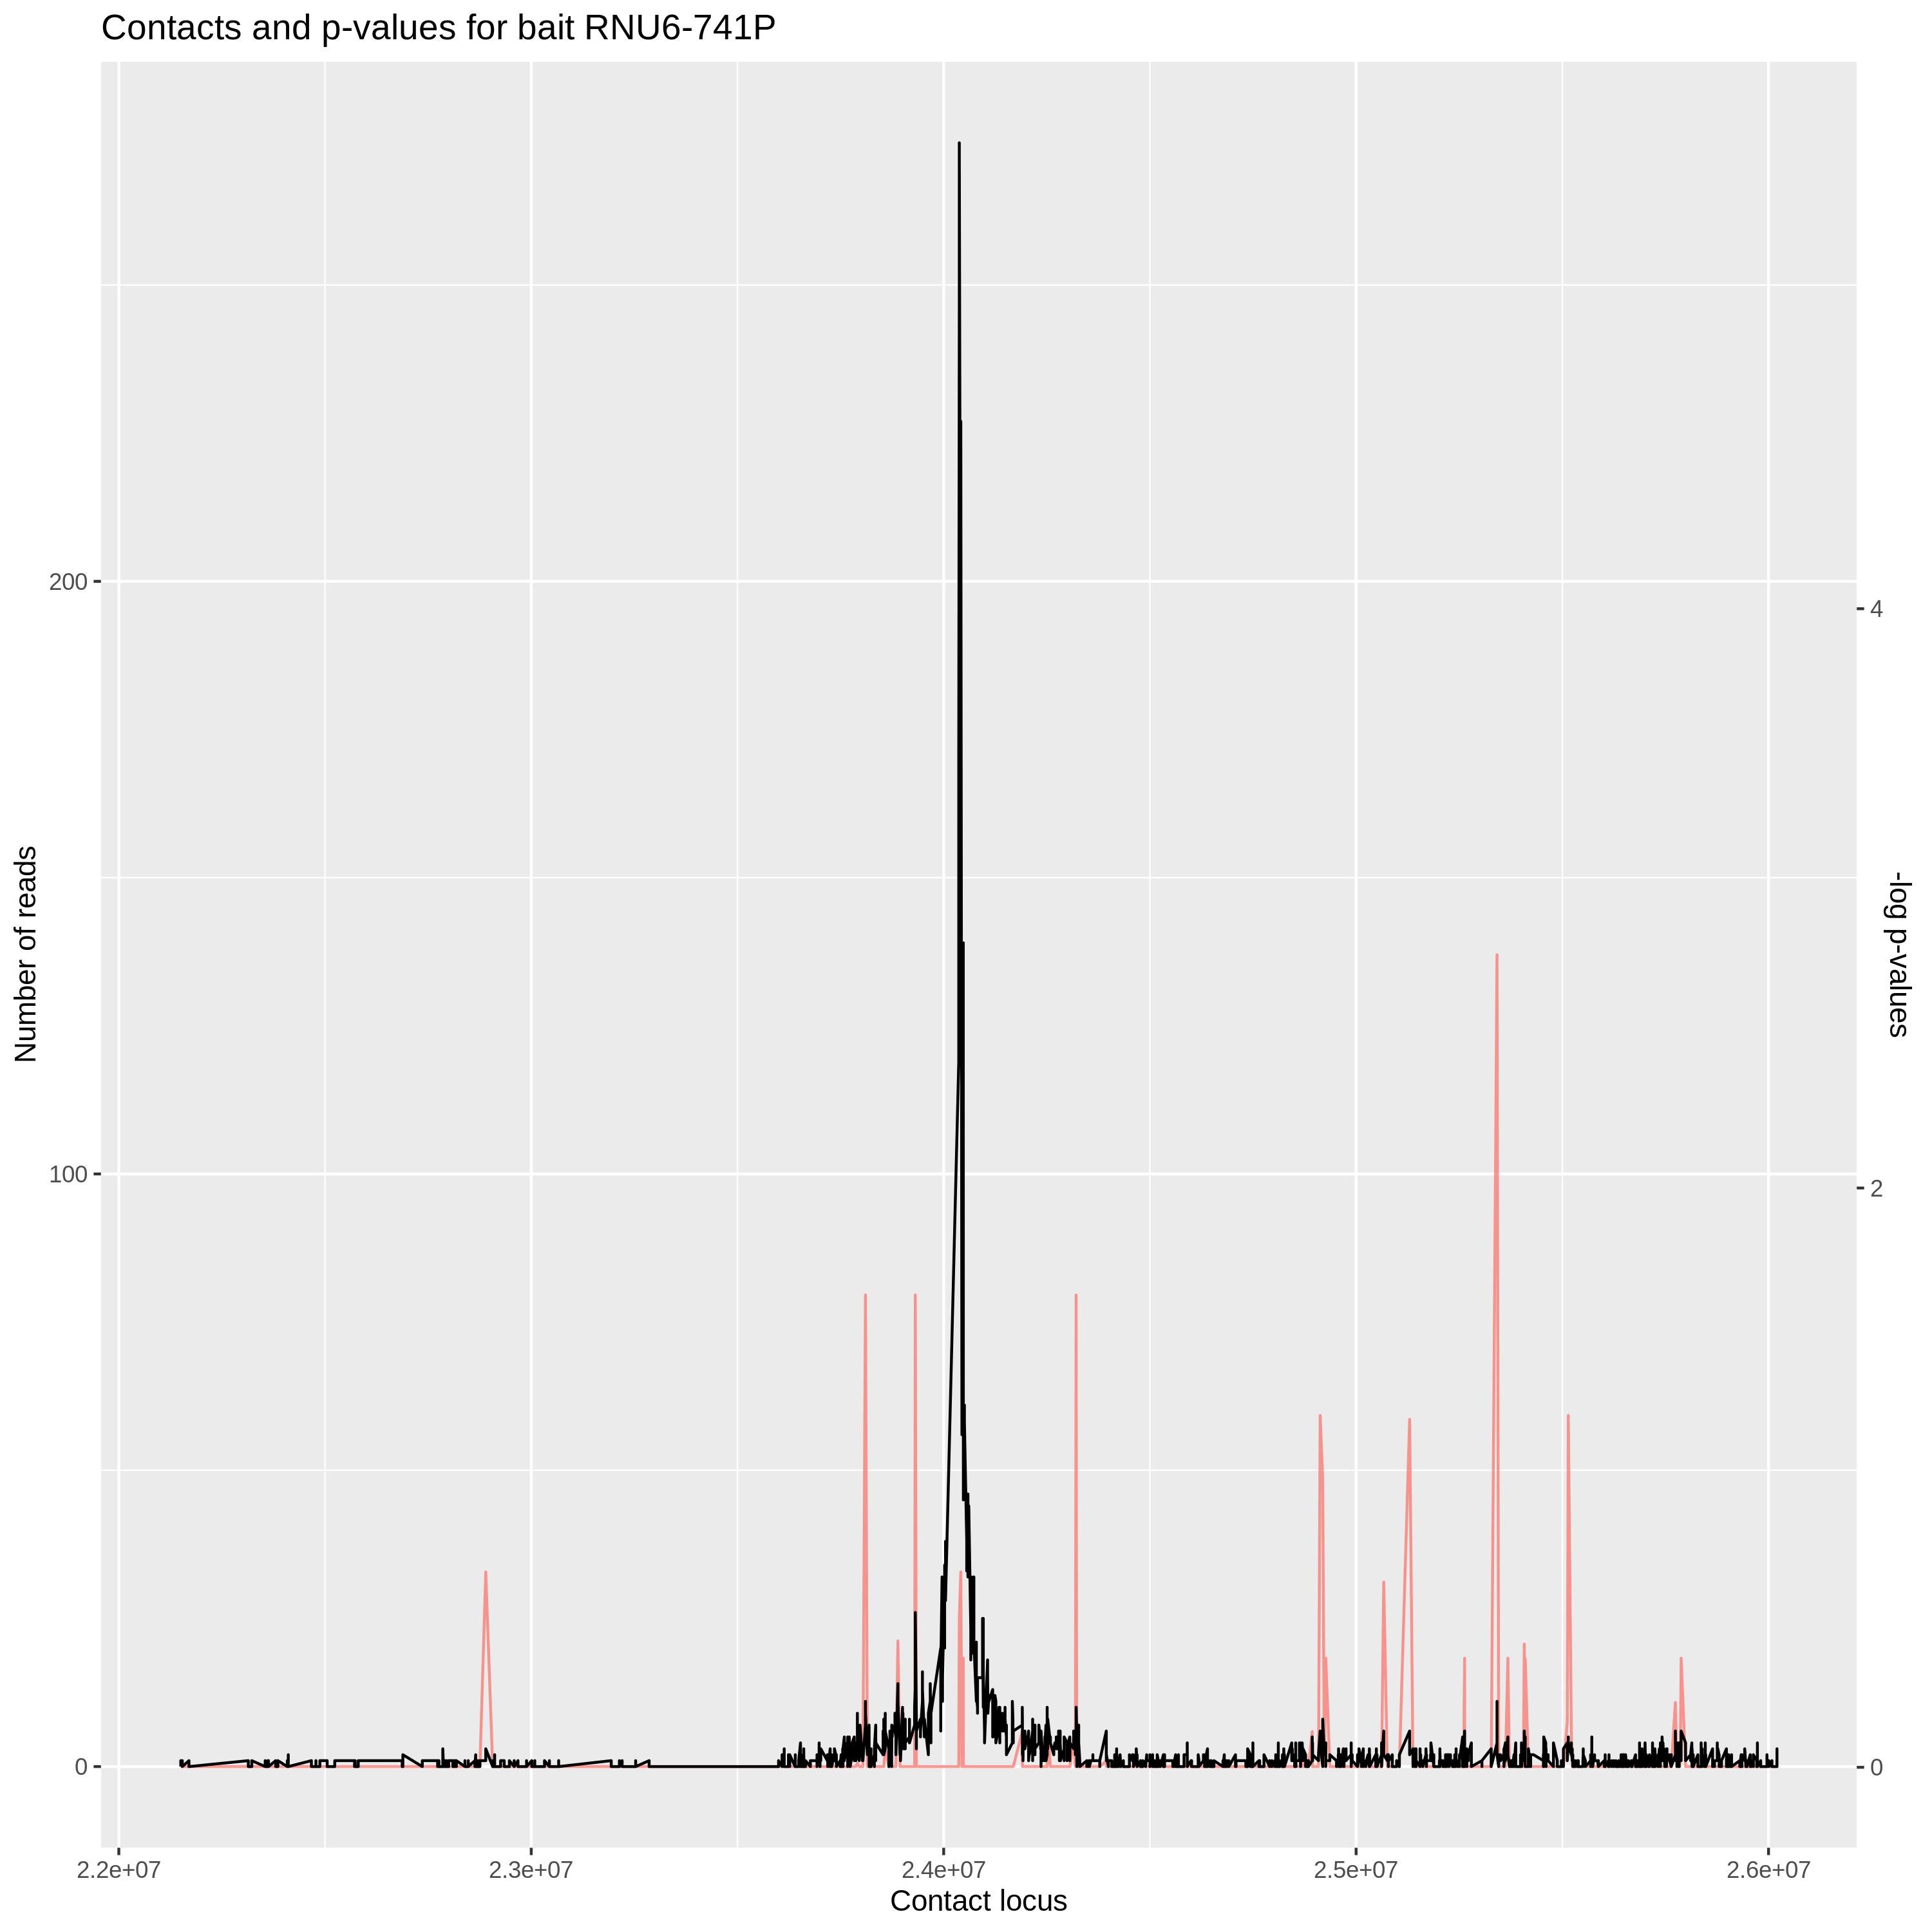 Contacts and p-values for bait RNU6-741P
Number of reads
200
100
0
4
2
0
-log p-values
2.2e+07
2.3e+07
2.4e+07
2.5e+07
2.6e+07
Contact locus